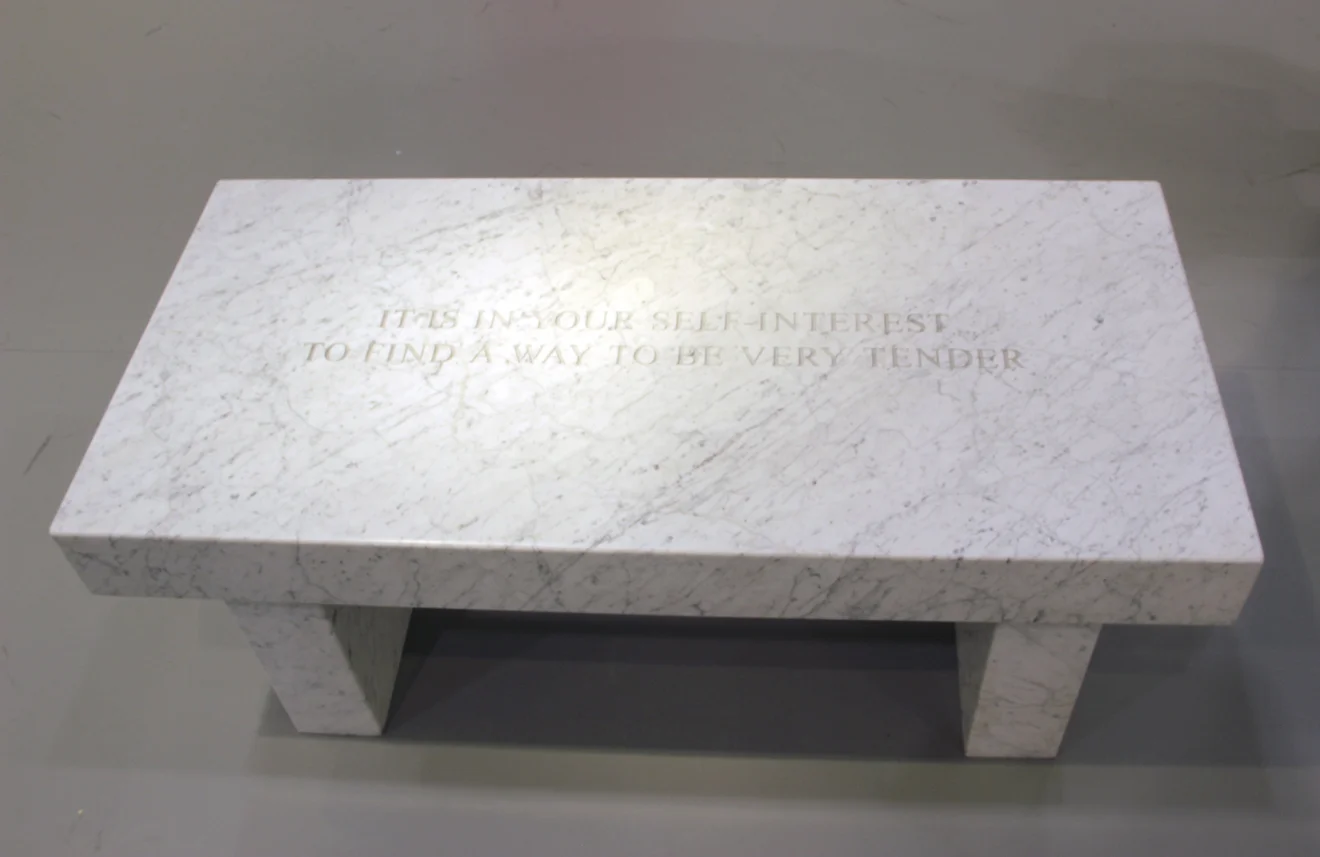 IT IS IN YOUR SELF-INTEREST
TO FIND A WAY TO BE VERY TENDER